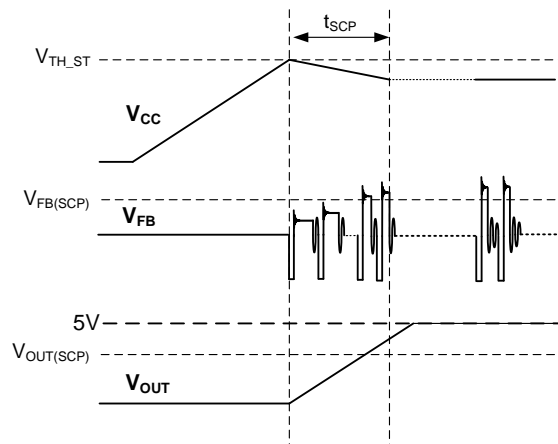 tSCP
VTH_ST
VCC
VFB(SCP)
VFB
5V
VOUT(SCP)
VOUT